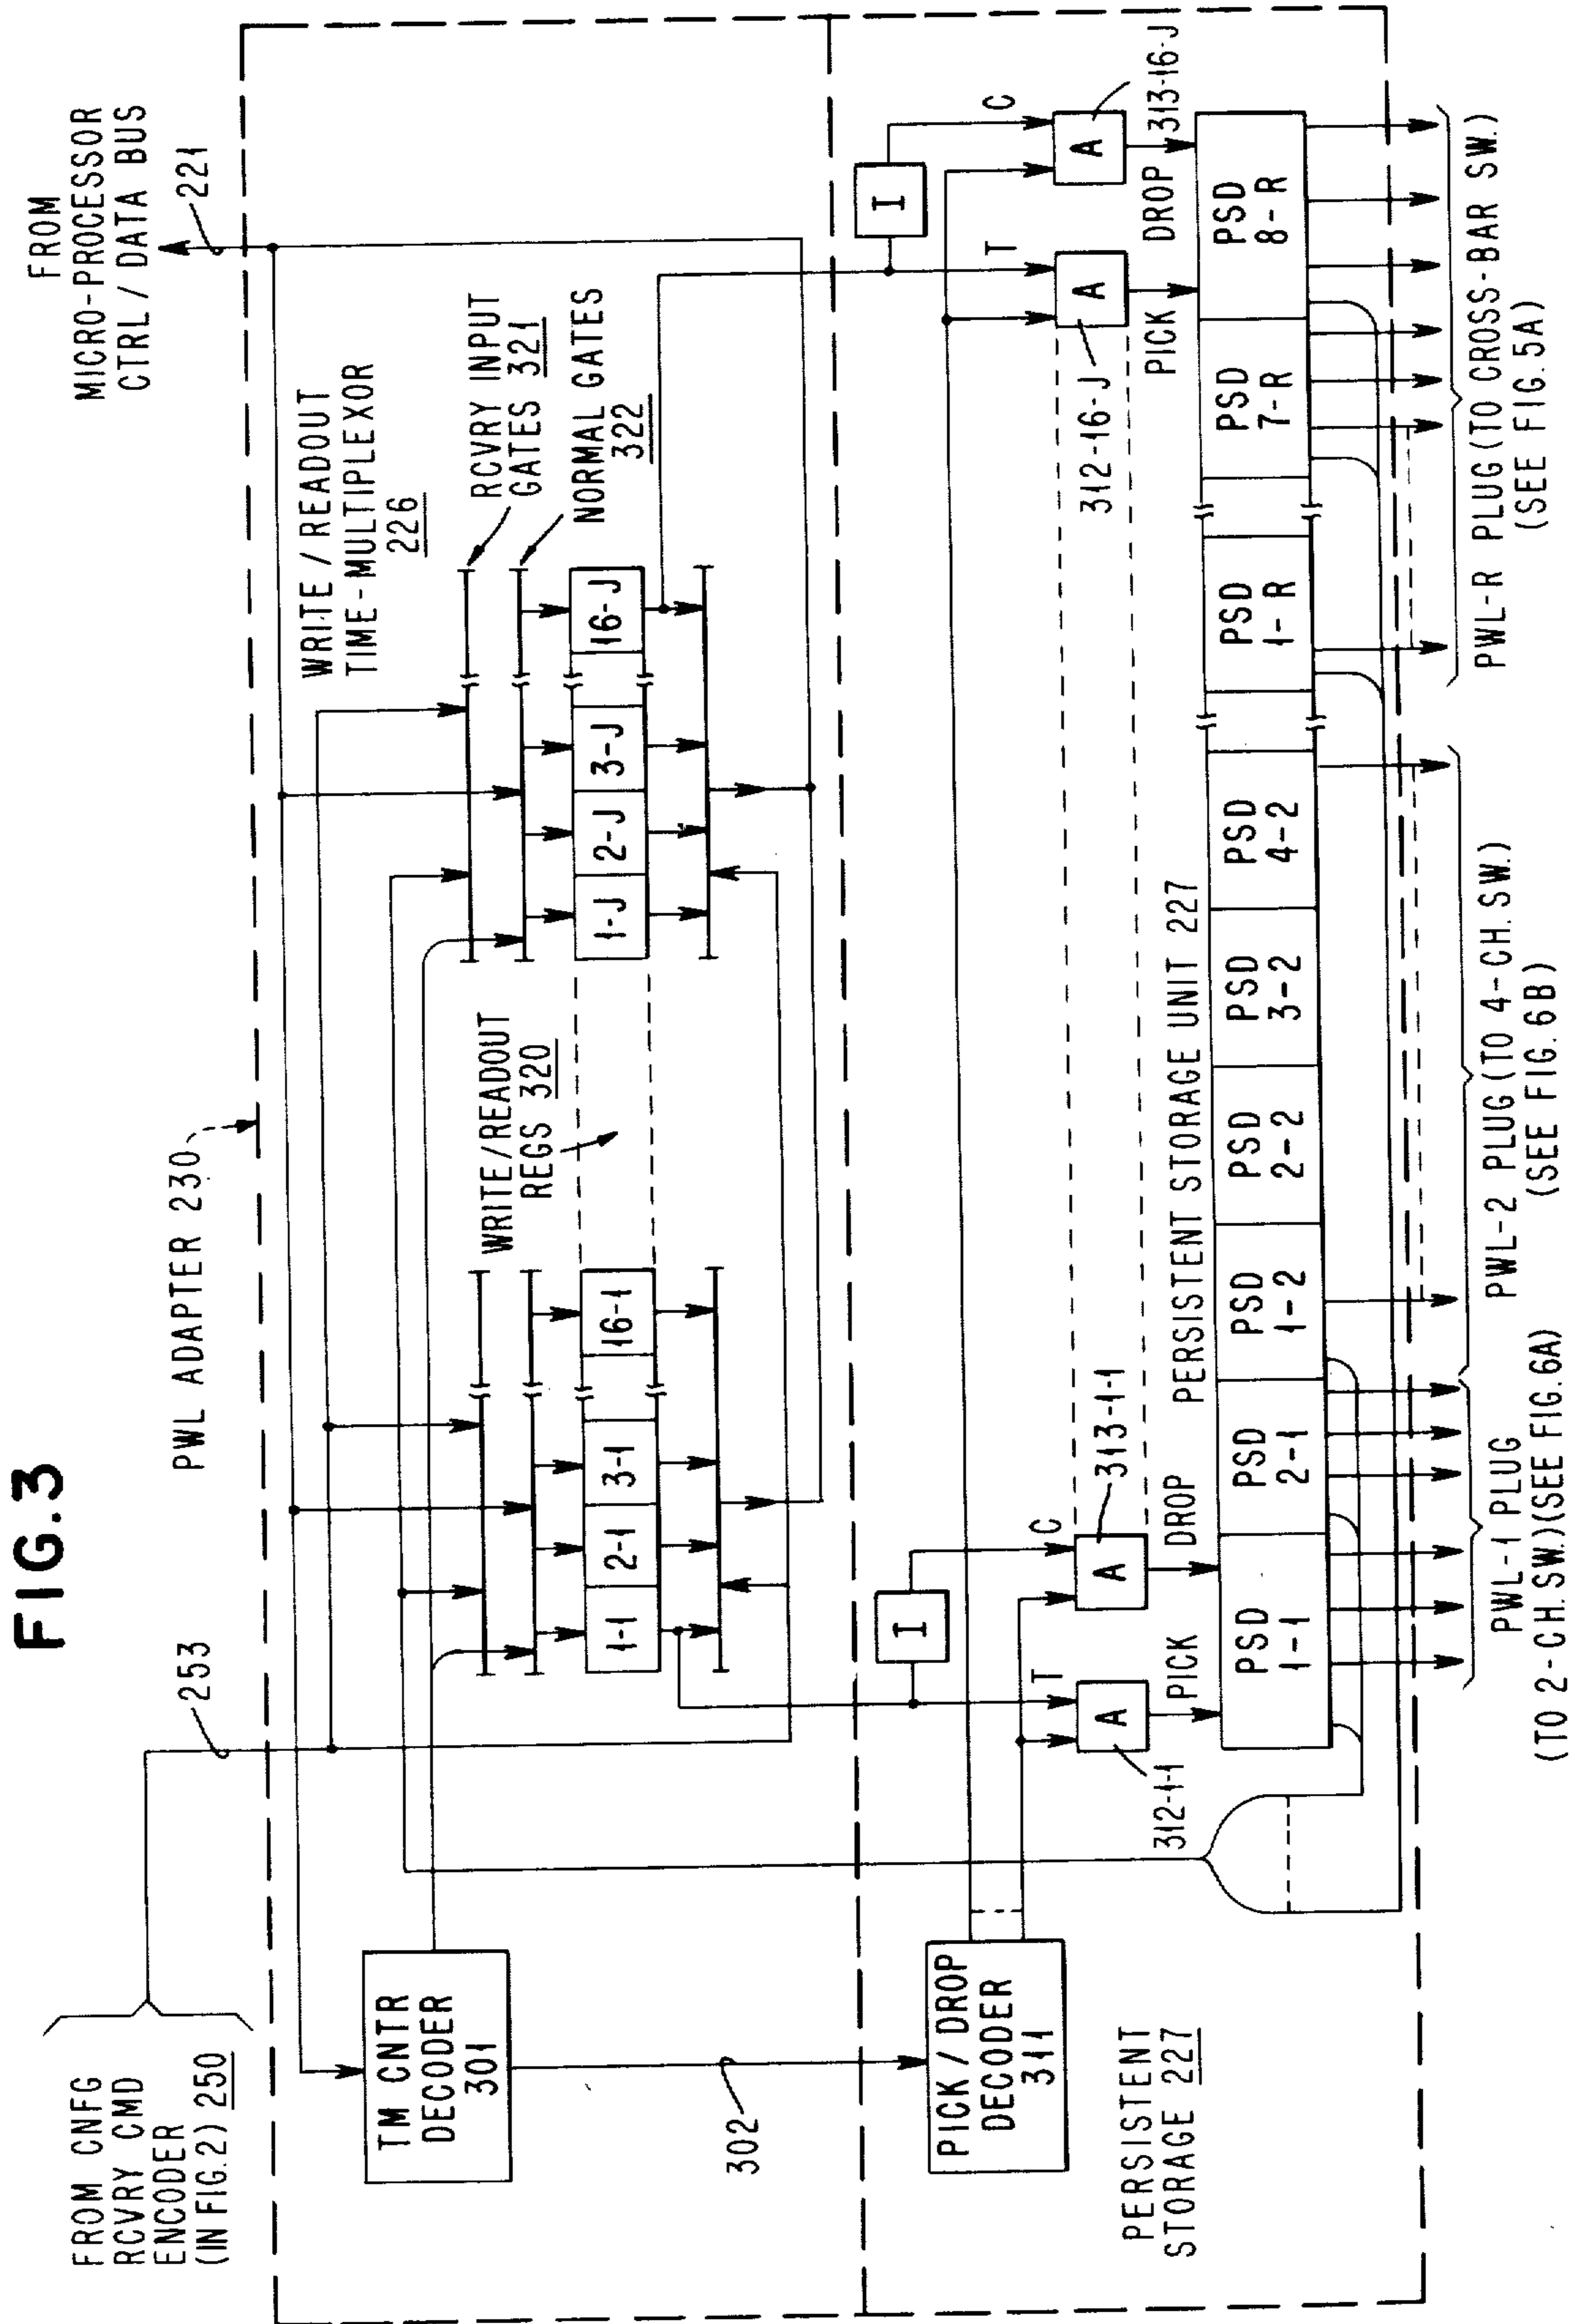 FIG. 3
FROM CNFG
RCVRY CMD
ENCODER
(IN FIG.2) 250
253
PWL ADAPTER 230
FROM
MICRO-PROCESSOR
CTRL / DATA BUS
221
WRITE / READOUT
TIME-MULTIPLEXOR
226
RCVRY INPUT
GATES 321
NORMAL GATES
322
TM CNTR
DECODER
301
1-1
2-1
3-1
16-1
WRITE/READOUT
REGS 320
1-J
2-J
3-J
16-J
302
PICK / DROP
DECODER
311
I
T
C
A
A
312-1-1
313-1-1
PICK
DROP
I
T
C
A
A
312-16-J
313-16-J
PICK
DROP
PERSISTENT
STORAGE 227
PERSISTENT STORAGE UNIT 227
PSD
1-1
PSD
2-1
PSD
1-2
PSD
2-2
PSD
3-2
PSD
4-2
PSD
1-R
PSD
7-R
PSD
8-R
PWL-1 PLUG
(TO 2-CH.SW.)(SEE FIG.6A)
PWL-2 PLUG (TO 4-CH.SW.)
(SEE FIG.6B)
PWL-R PLUG (TO CROSS-BAR SW.)
(SEE FIG.5A)